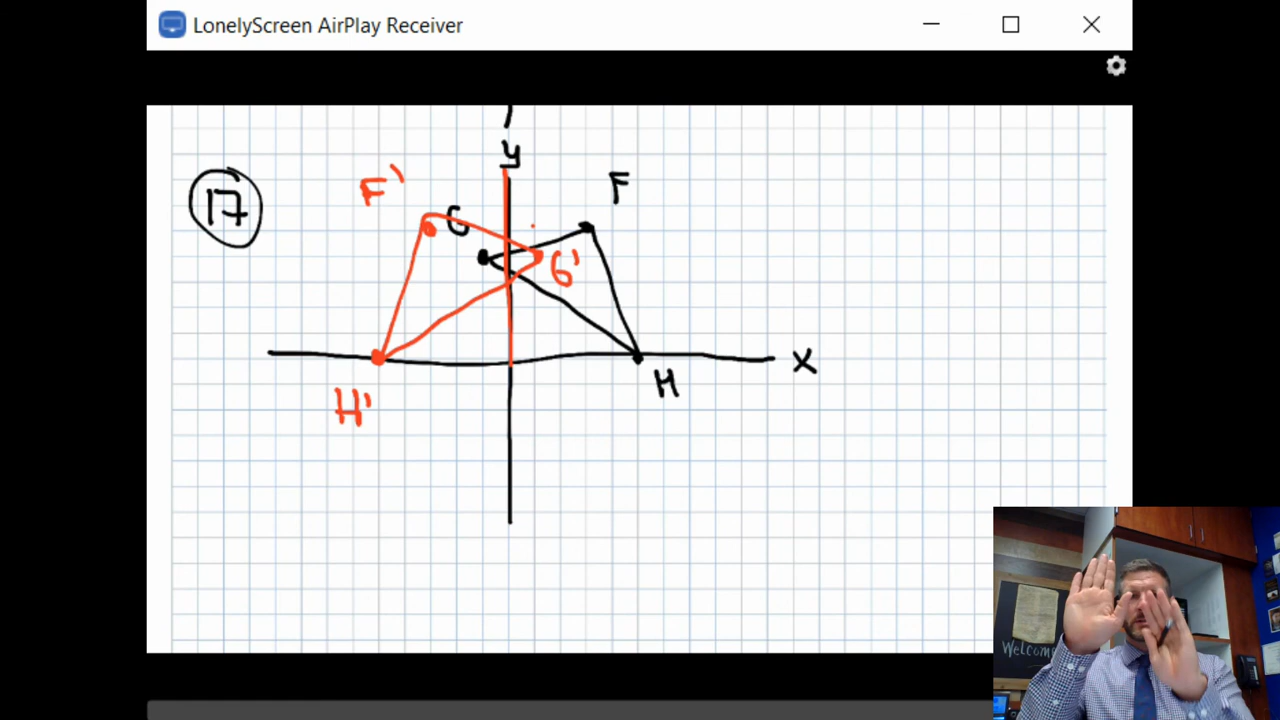 LonelyScreen AirPlay Receiver
17
y
F'
G
F
G'
X
H
H'
Welcome